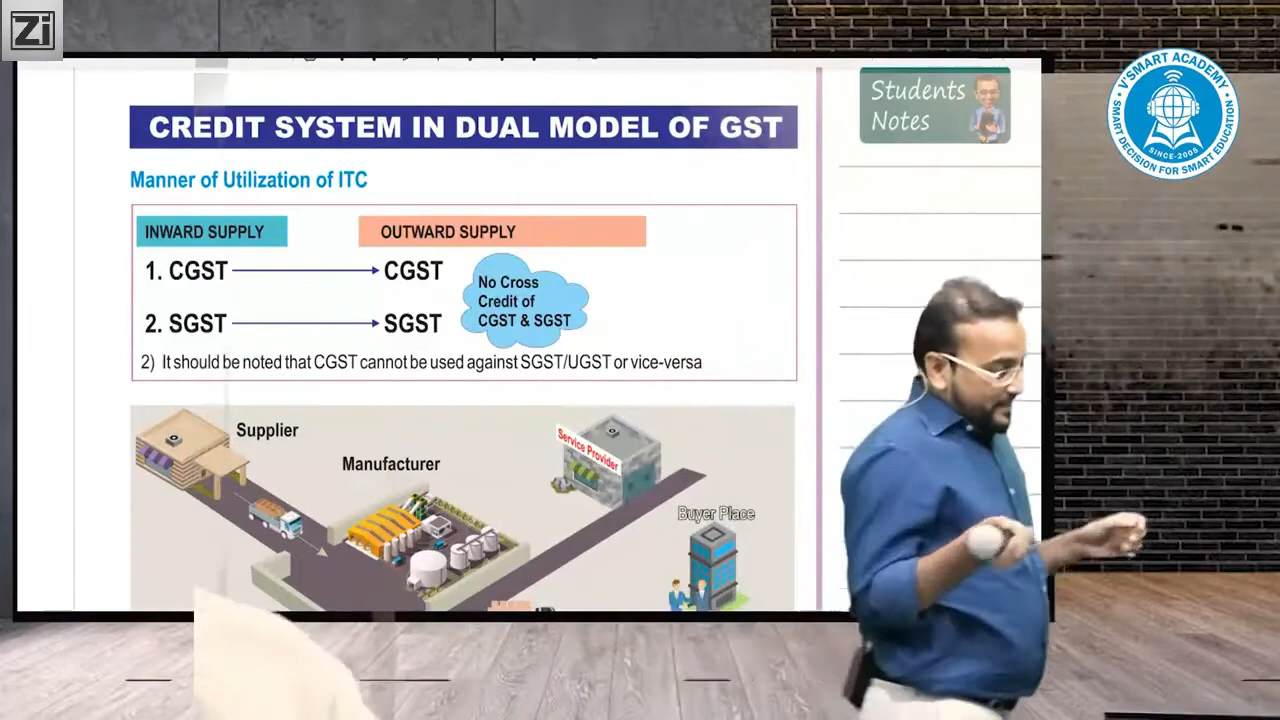 Zi
CREDIT SYSTEM IN DUAL MODEL OF GST
Manner of Utilization of ITC
INWARD SUPPLY
OUTWARD SUPPLY
1. CGST
CGST
2. SGST
SGST
No Cross
Credit of
CGST & SGST
2) It should be noted that CGST cannot be used against SGST/UGST or vice-versa
Supplier
Manufacturer
Service Provider
Buyer Place
Students
Notes
V'SMART ACADEMY
SINCE-2005
SMART DECISION FOR SMART EDUCATION